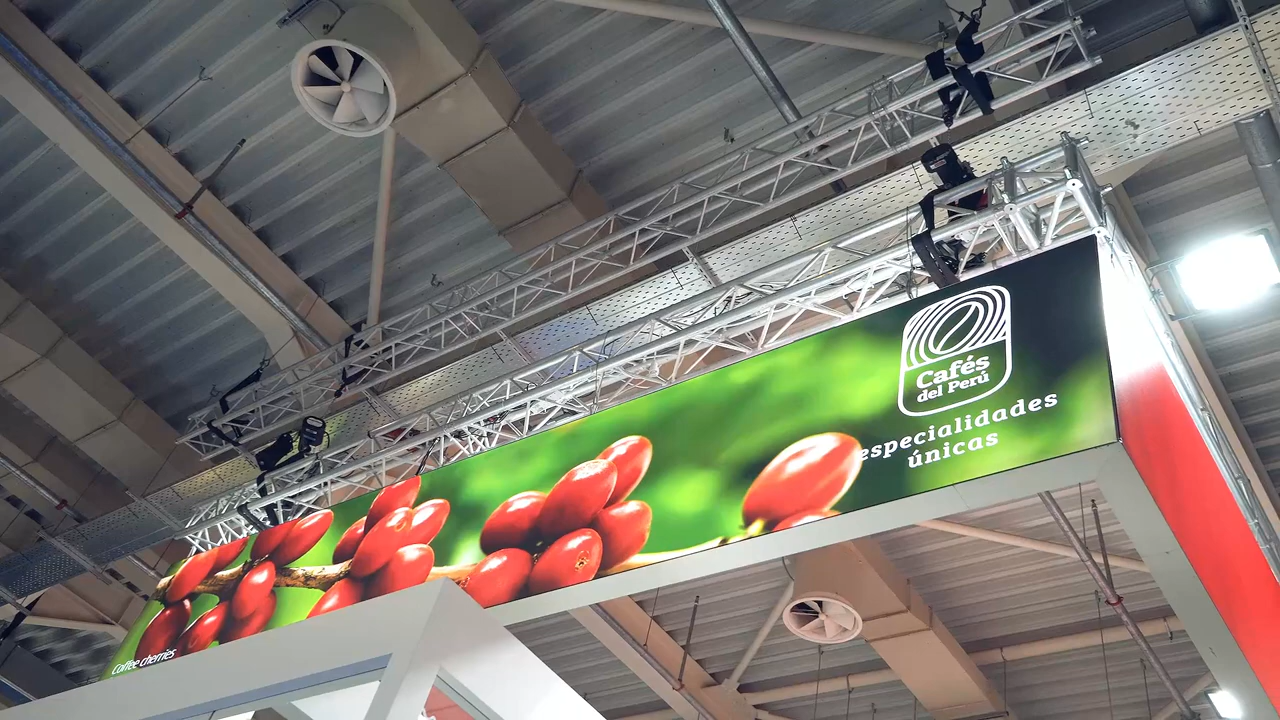 Cafés
del Perú
especialidades
únicas
Coffee cherries